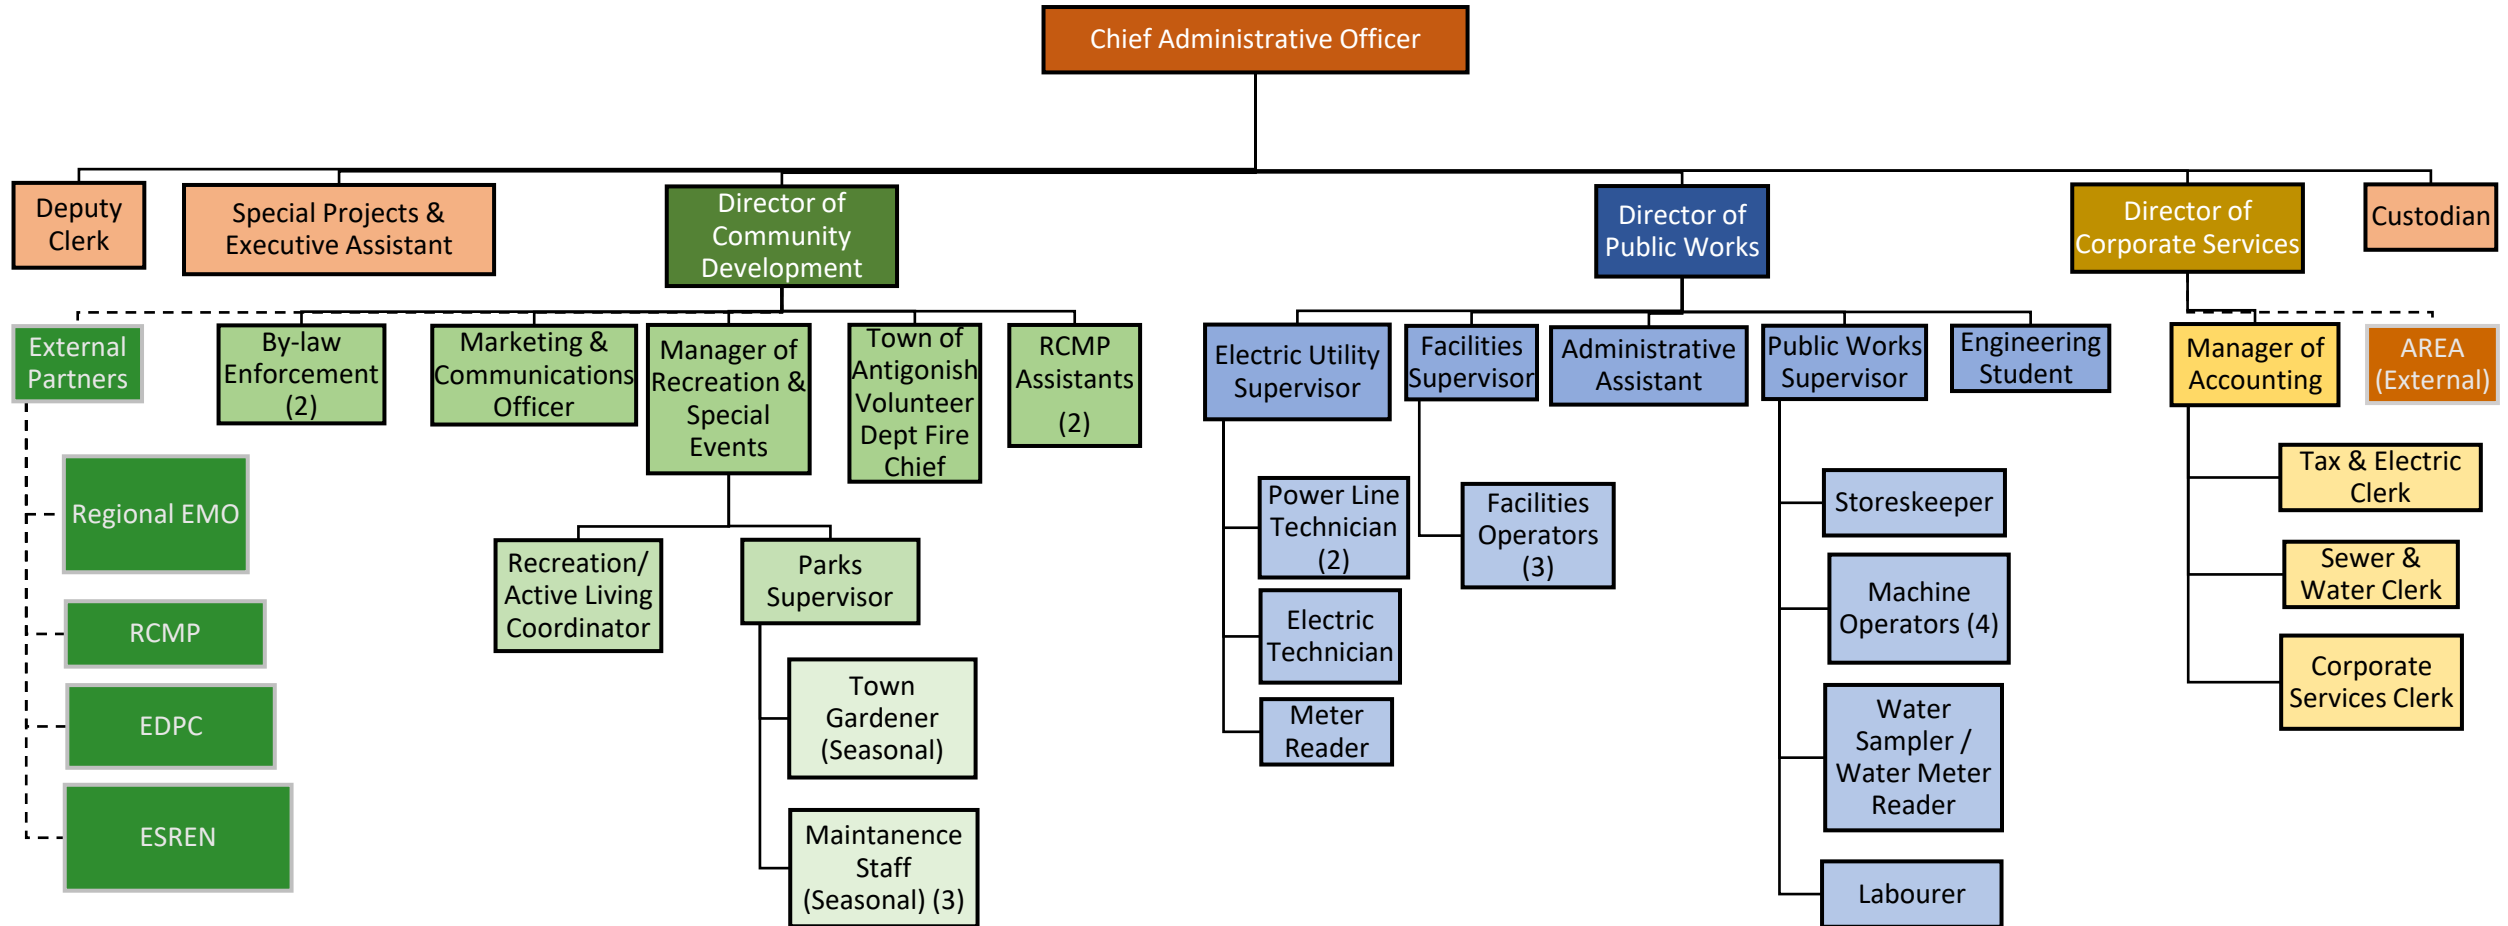 Chief Administrative Officer
Deputy
Clerk
Special Projects &
Executive Assistant
Director of
Community
Development
Director of
Public Works
Director of
Corporate Services
Custodian
External
Partners
By-law
Enforcement
(2)
Marketing &
Communications
Officer
Manager of
Recreation &
Special
Events
Town of
Antigonish
Volunteer
Dept Fire
Chief
RCMP
Assistants
(2)
Electric Utility
Supervisor
Facilities
Supervisor
Administrative
Assistant
Public Works
Supervisor
Engineering
Student
Manager of
Accounting
AREA
(External)
Regional EMO
RCMP
EDPC
ESREN
Recreation/
Active Living
Coordinator
Parks
Supervisor
Town
Gardener
(Seasonal)
Maintanence
Staff
(Seasonal) (3)
Power Line
Technician
(2)
Electric
Technician
Meter
Reader
Facilities
Operators
(3)
Storeskeeper
Machine
Operators (4)
Water
Sampler /
Water Meter
Reader
Labourer
Tax & Electric
Clerk
Sewer &
Water Clerk
Corporate
Services Clerk